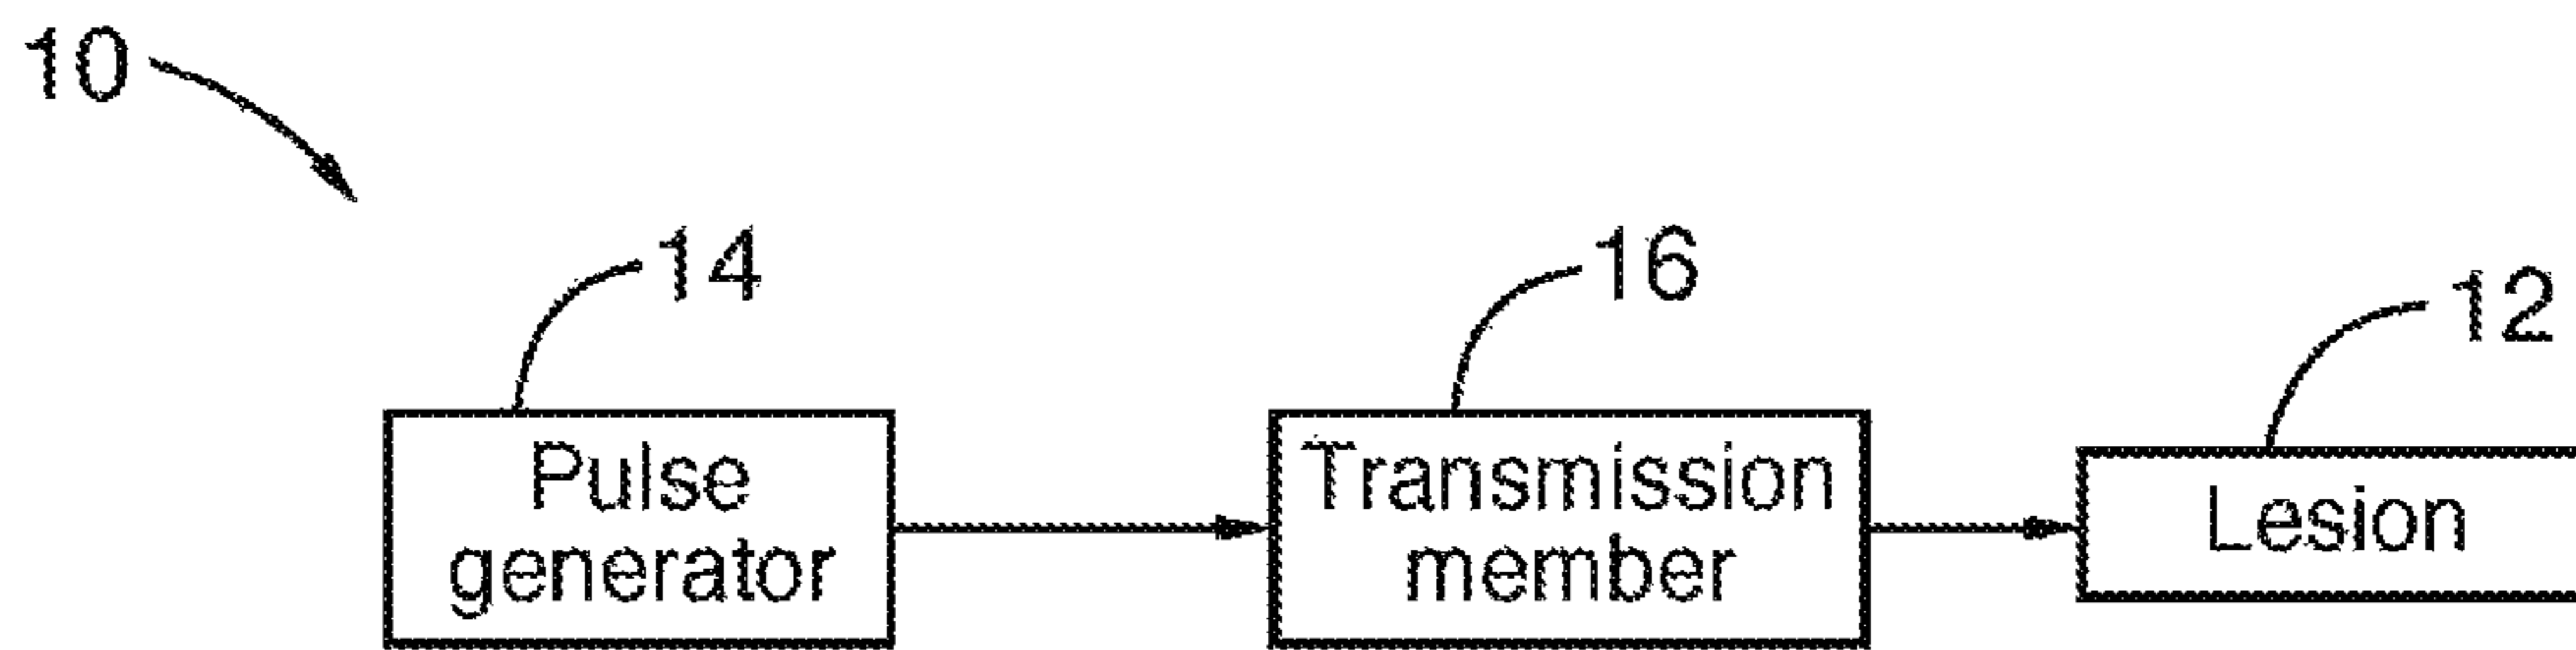 10
14
16
12
Pulse
generator
Transmission
member
Lesion